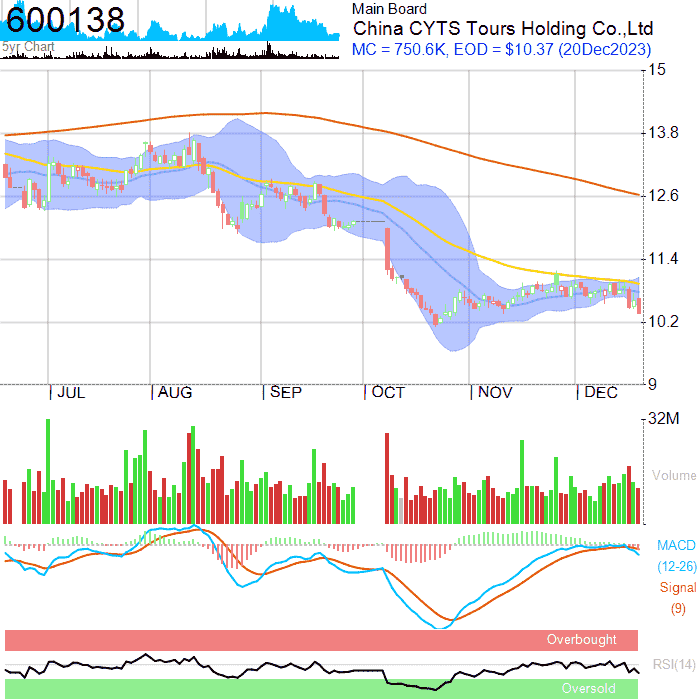 600138
5yr Chart
Main Board
China CYTS Tours Holding Co.,Ltd
MC = 750.6K, EOD = $10.37 (20Dec2023)
15
13.8
12.6
11.4
10.2
9
JUL
AUG
SEP
OCT
NOV
DEC
32M
Volume
MACD
(12-26)
Signal
(9)
Overbought
RSI(14)
Oversold